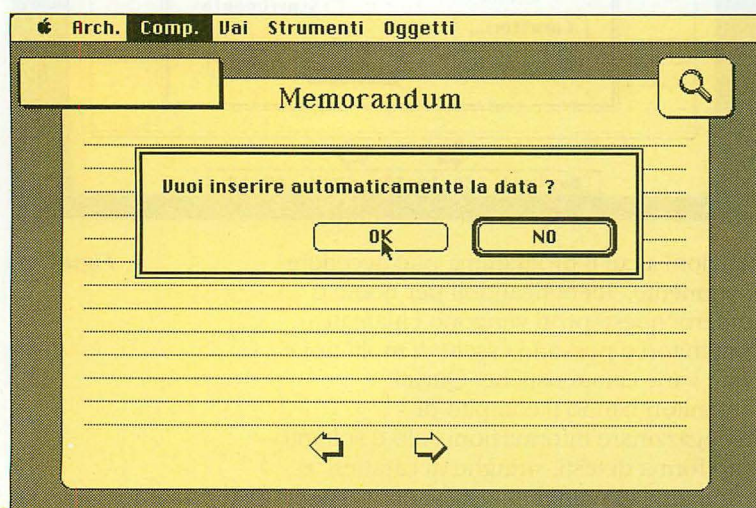 Arch. Comp. Vai Strumenti Oggetti
Memorandum
Vuoi inserire automaticamente la data ?
OK NO